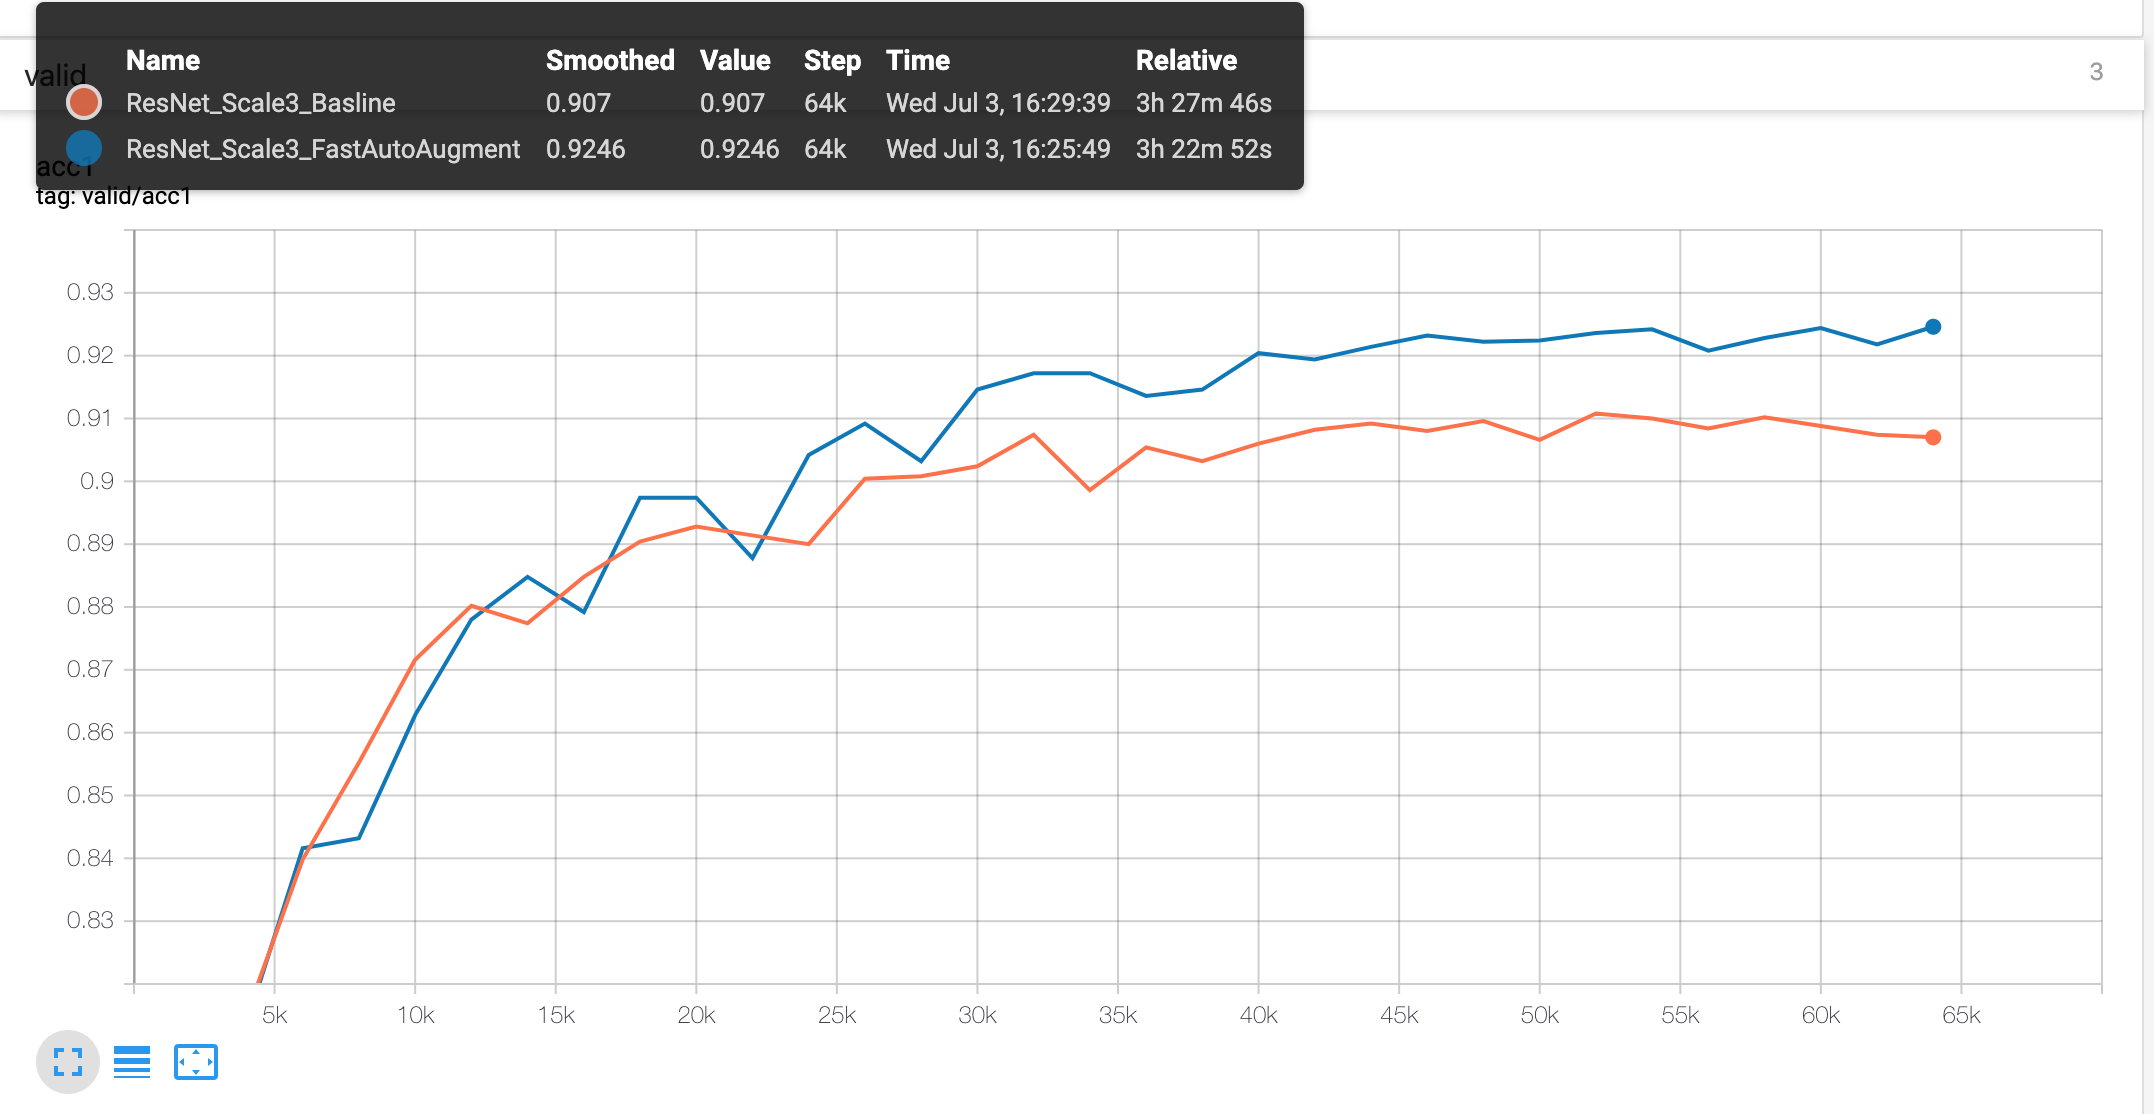 Name Smoothed Value Step Time Relative
valid
3
ResNet_Scale3_Basline 0.907 0.907 64k Wed Jul 3, 16:29:39 3h 27m 46s
ResNet_Scale3_FastAutoAugment 0.9246 0.9246 64k Wed Jul 3, 16:25:49 3h 22m 52s
acc1
tag: valid/acc1
0.93
0.92
0.91
0.9
0.89
0.88
0.87
0.86
0.85
0.84
0.83
5k 10k 15k 20k 25k 30k 35k 40k 45k 50k 55k 60k 65k